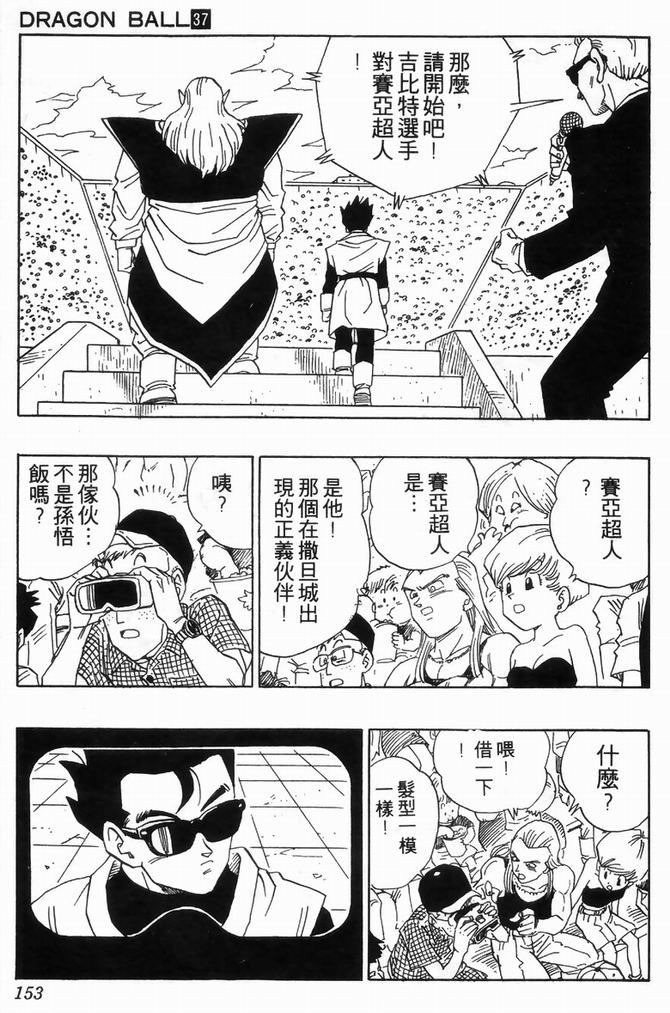 DRAGON BALL 37
那麼，
請開始吧！
吉比特選手
對賽亞超人
！
賽亞超人
？
賽亞超人
是…
是他！
那個在撒旦城出
現的正義伙伴！
咦？
那傢伙…
不是孫悟
飯嗎？
什麼？
喂！
借一下
！
髮型一模
一樣！
153